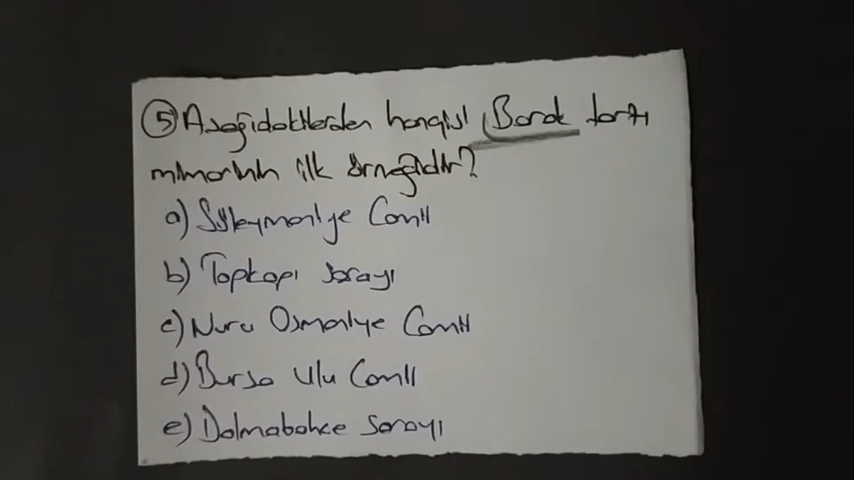 5 Aşağıdakilerden hangisi Barok tarzı
mimarinin ilk örneğidir?
a) Süleymaniye Camii
b) Topkapı Sarayı
c) Nuru Osmaniye Camii
d) Bursa Ulu Camii
e) Dolmabahçe Sarayı